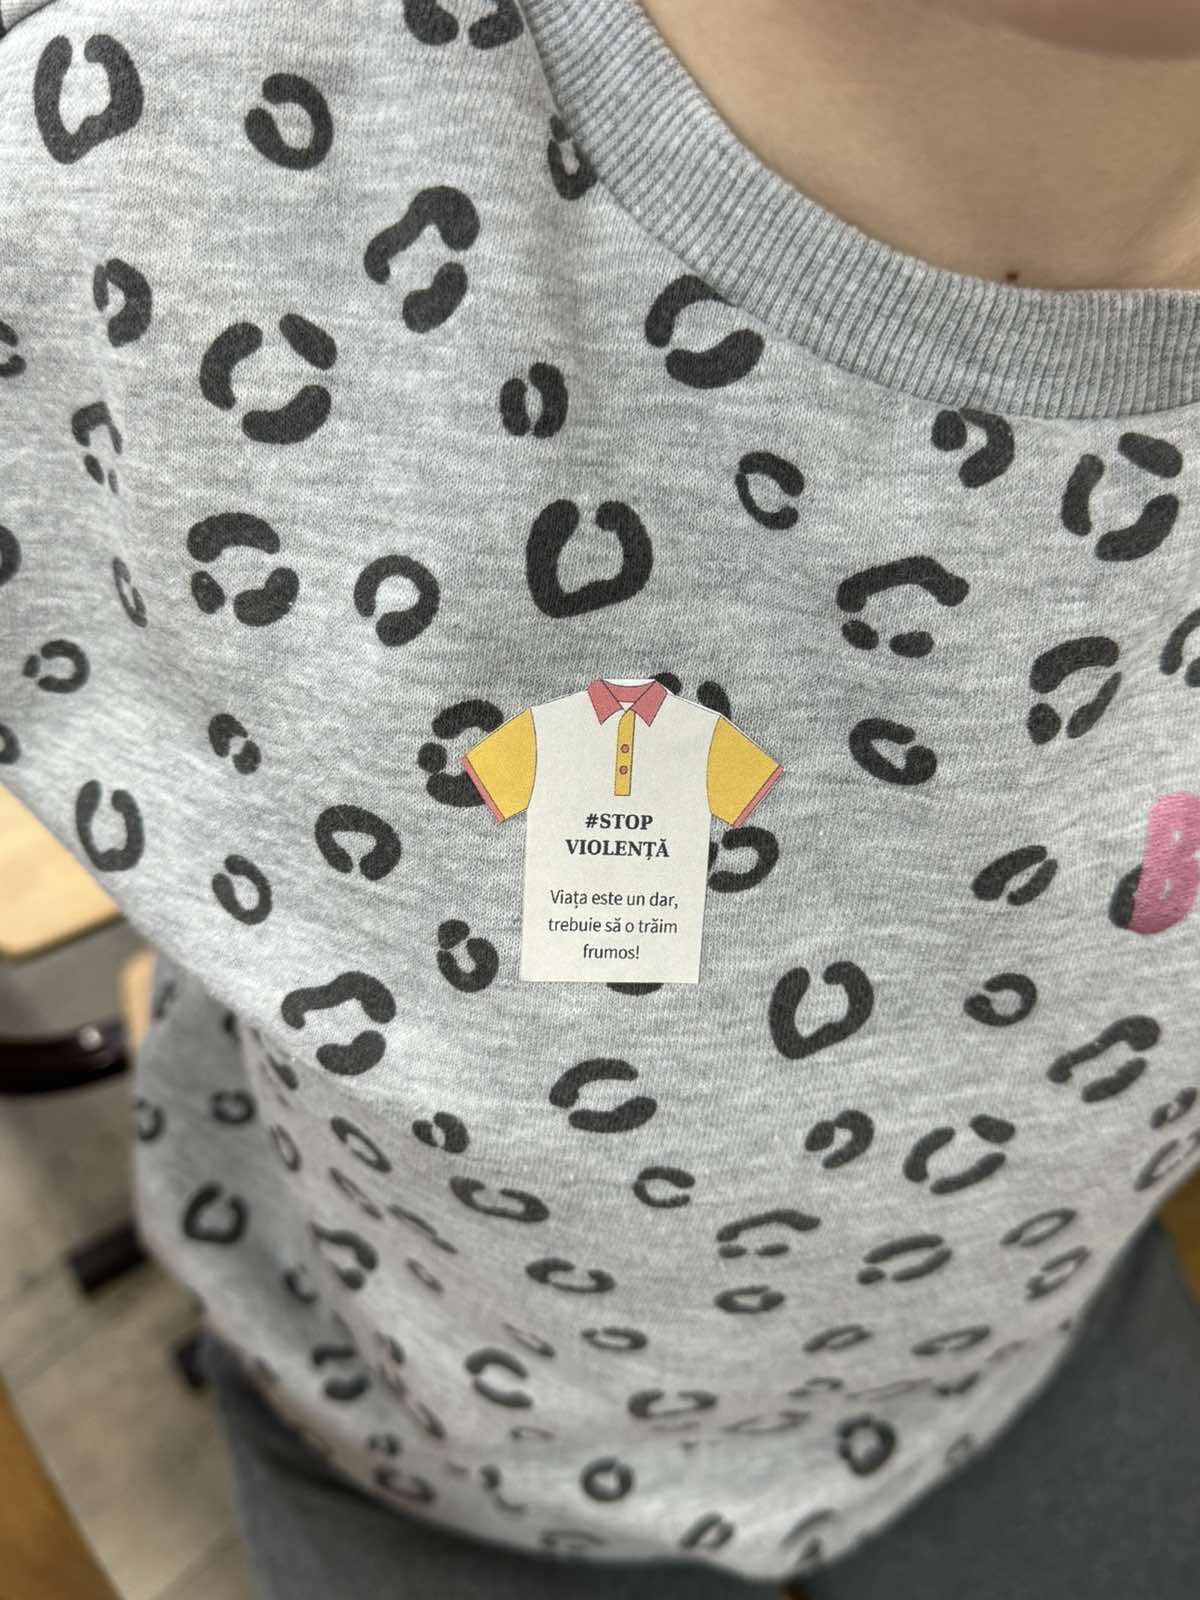 #STOP
VIOLENȚĂ
Viața este un dar,
trebuie să o trăim
frumos!
B